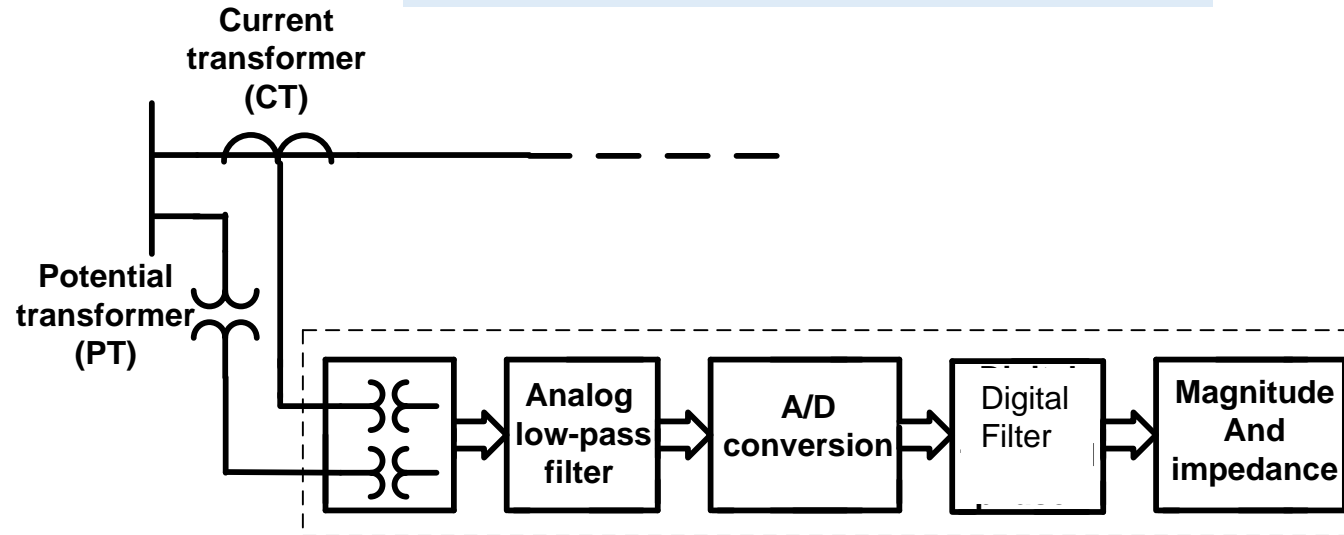 Current
transformer
(CT)
Potential
transformer
(PT)
Analog
low-pass
filter
A/D
conversion
Digital
Filter
Magnitude
And
impedance